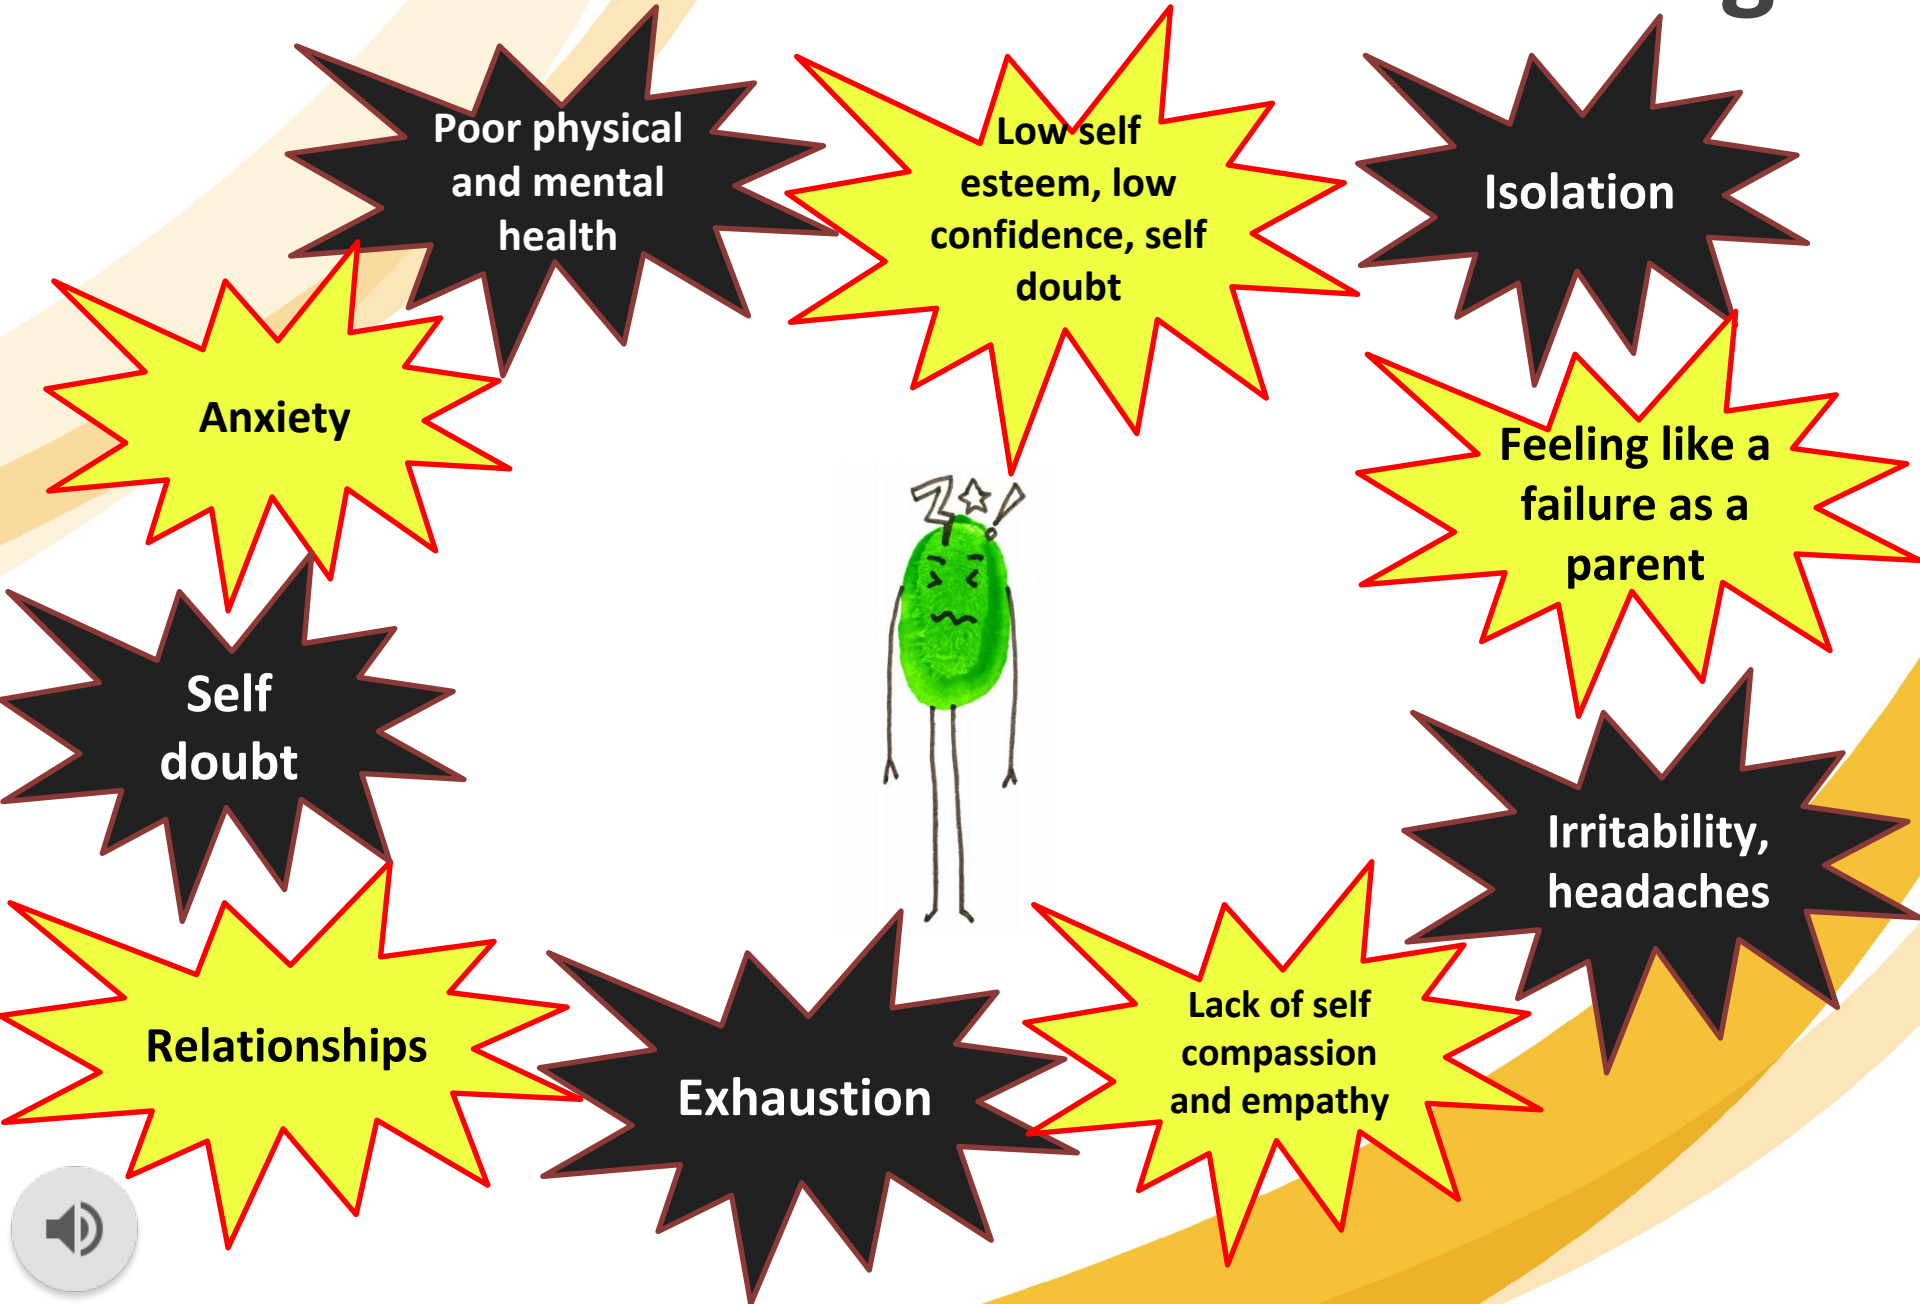 Poor physical
and mental
health
Low self
esteem, low
confidence, self
doubt
Isolation
Anxiety
Feeling like a
failure as a
parent
Self
doubt
Irritability,
headaches
Relationships
Exhaustion
Lack of self
compassion
and empathy